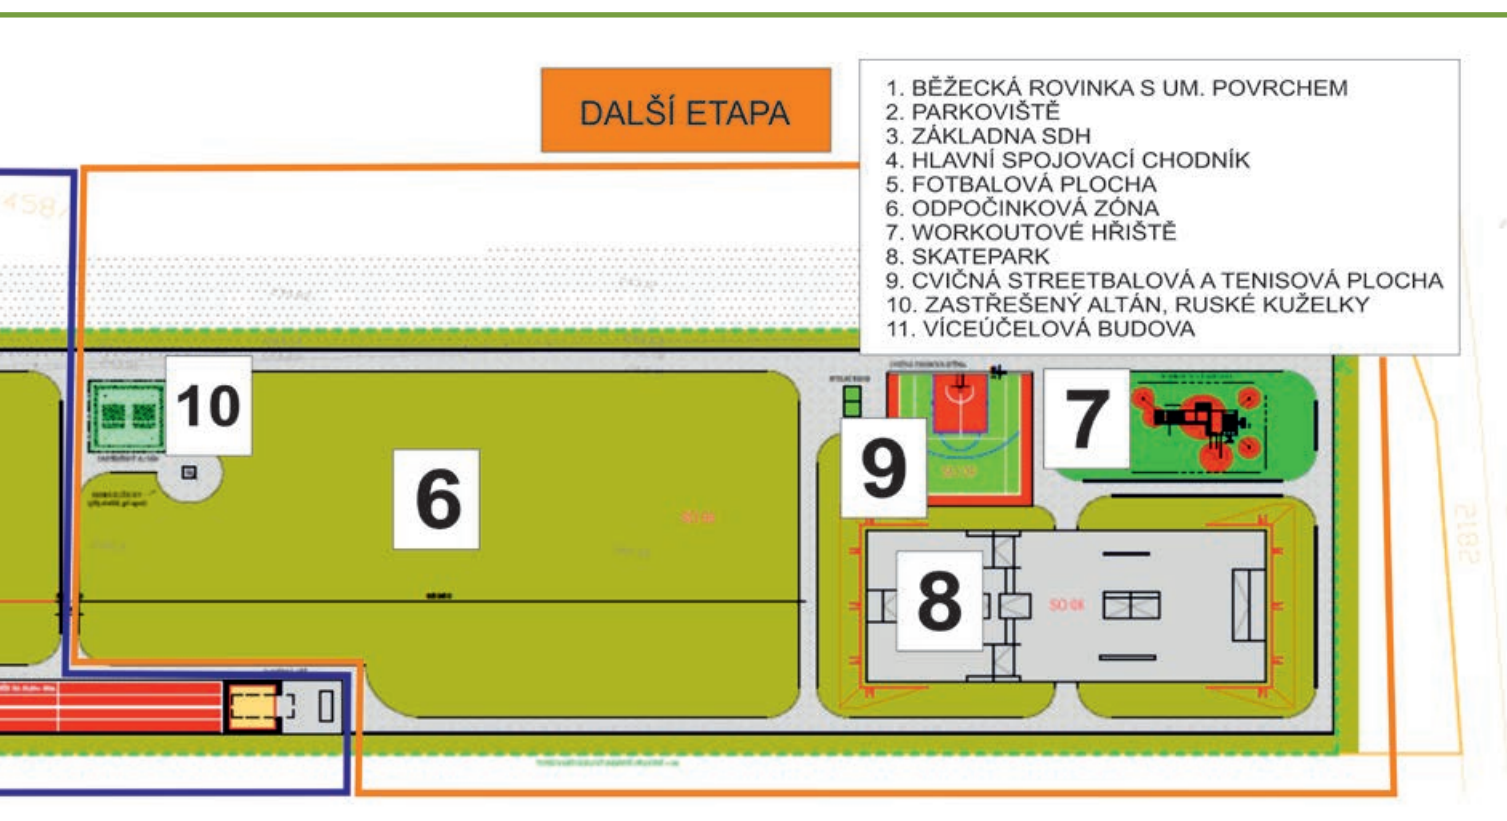 DALŠÍ ETAPA
1. BĚŽECKÁ ROVINKA S UM. POVRCHEM
2. PARKOVIŠTĚ
3. ZÁKLADNA SDH
4. HLAVNÍ SPOJOVACÍ CHODNÍK
5. FOTBALOVÁ PLOCHA
6. ODPOČINKOVÁ ZÓNA
7. WORKOUTOVÉ HŘIŠTĚ
8. SKATEPARK
9. CVIČNÁ STREETBALOVÁ A TENISOVÁ PLOCHA
10. ZASTŘEŠENÝ ALTÁN, RUSKÉ KUŽELKY
11. VÍCEÚČELOVÁ BUDOVA
458/
10
7
9
6
8
2182